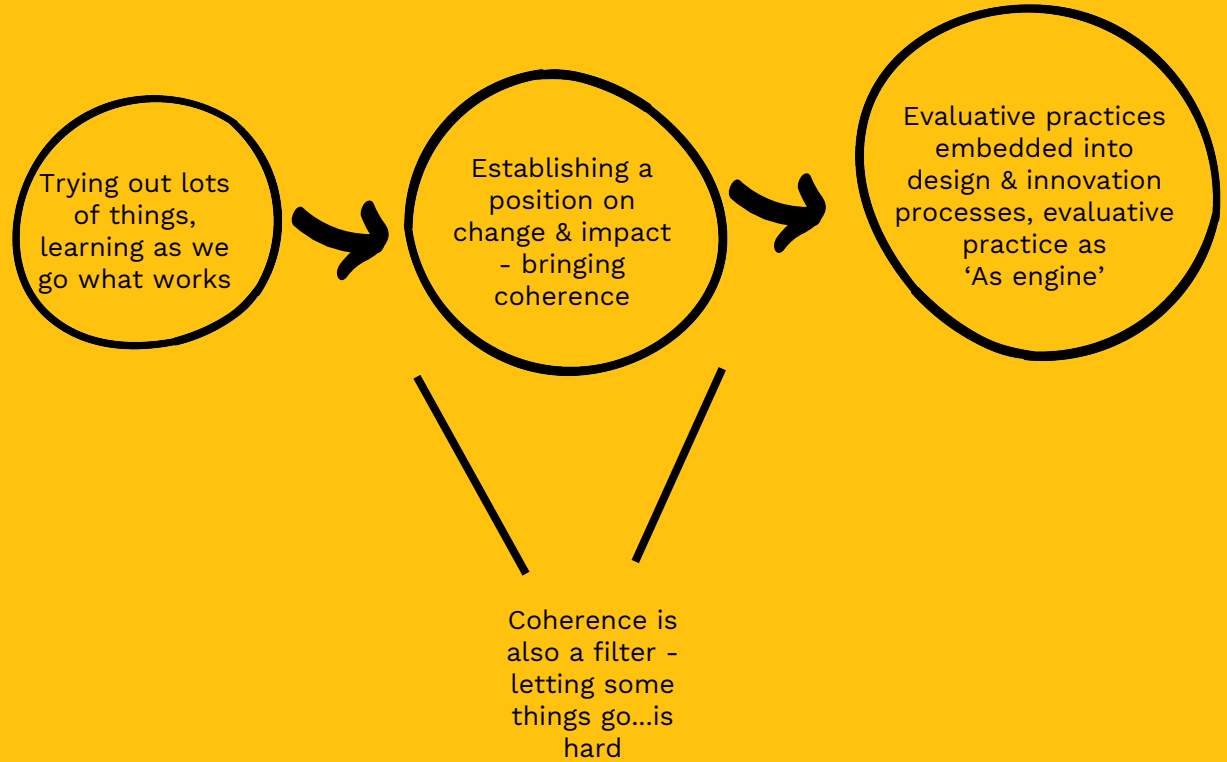 Trying out lots
of things,
learning as we
go what works
Establishing a
position on
change & impact
- bringing
coherence
Evaluative practices
embedded into
design & innovation
processes, evaluative
practice as
‘As engine’
Coherence is
also a filter -
letting some
things go...is
hard